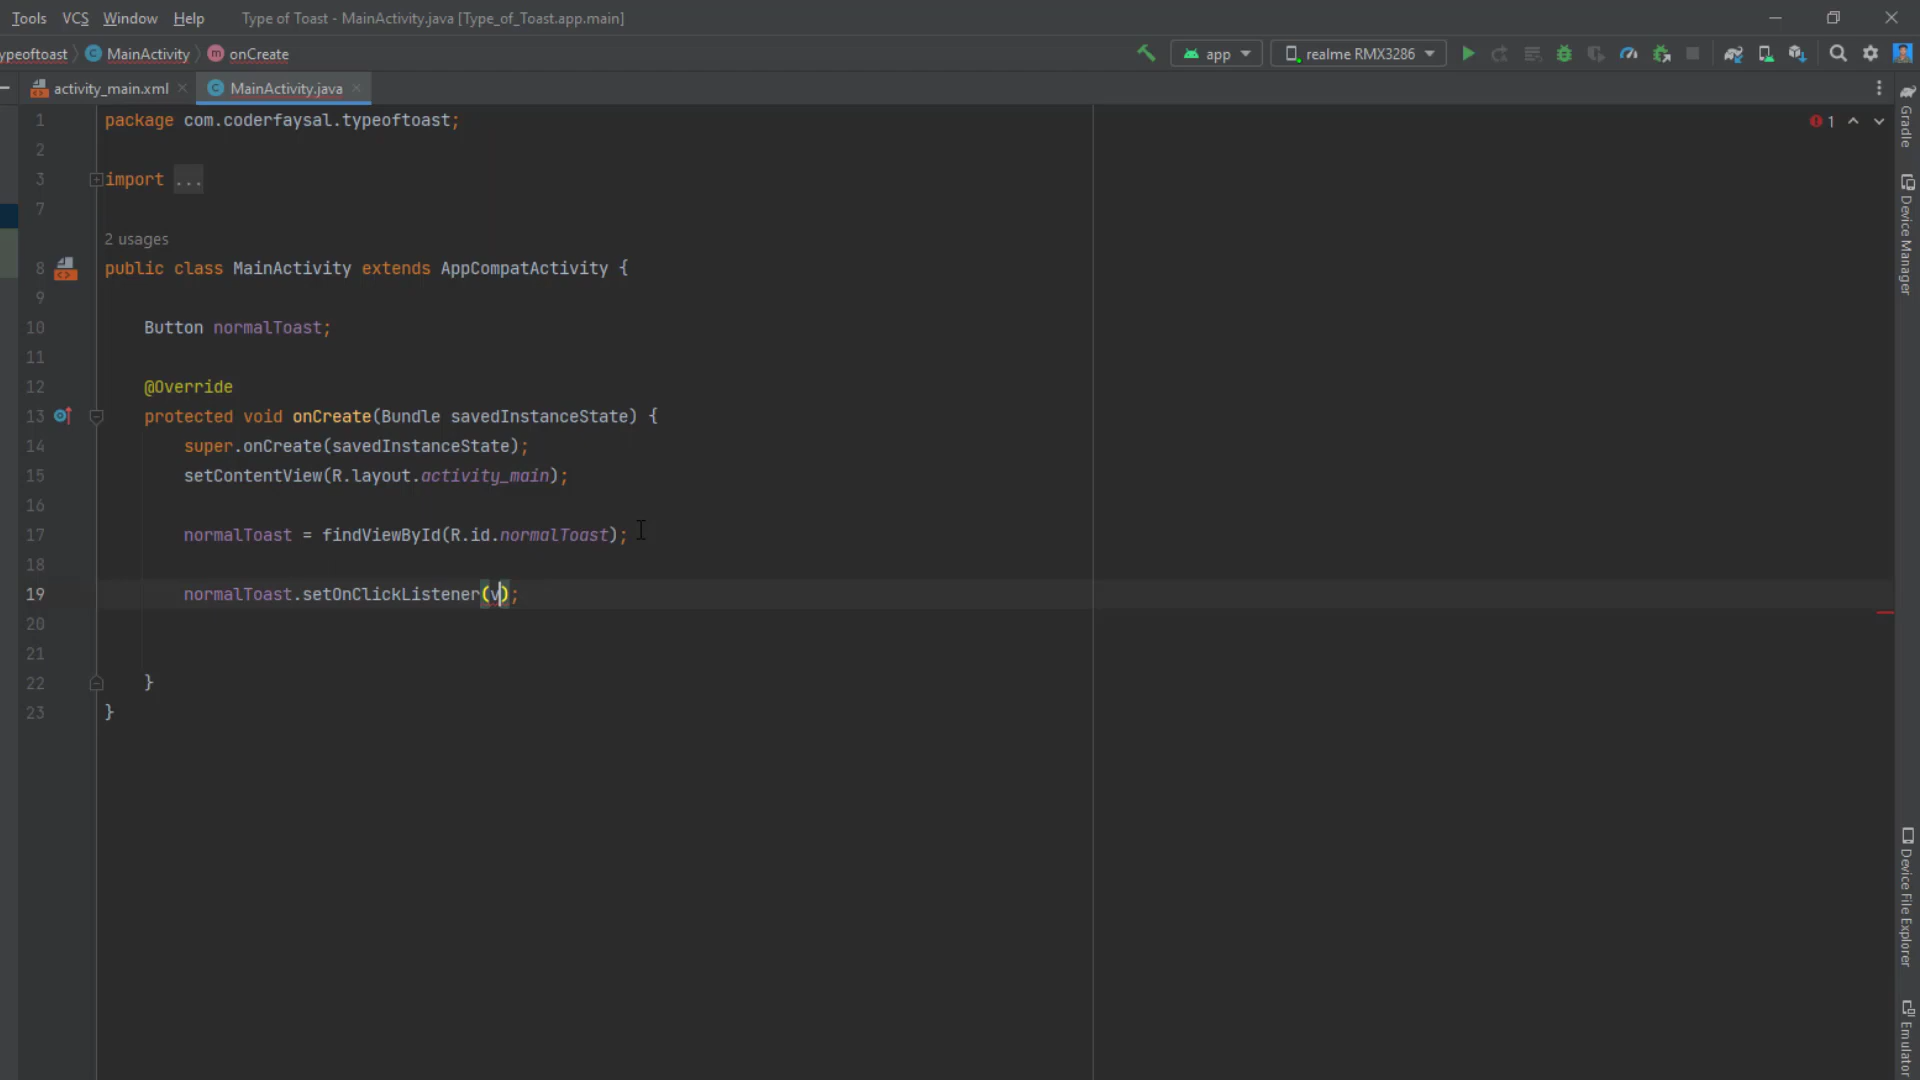 Tools VCS Window Help Type of Toast - MainActivity.java [Type_of_Toast.app.main]
ypeoftoast MainActivity onCreate app realme RMX3286
activity_main.xml MainActivity.java
1 package com.coderfaysal.typeoftoast; 1
2
3 import ...
7
2 usages
8 public class MainActivity extends AppCompatActivity {
9
10 Button normalToast;
11
12 @Override
13 protected void onCreate(Bundle savedInstanceState) {
14 super.onCreate(savedInstanceState);
15 setContentView(R.layout.activity_main);
16
17 normalToast = findViewById(R.id.normalToast);
18
19 normalToast.setOnClickListener(v);
20
21
22 }
23 }
Gradle
Device Manager
Device File Explorer
Emulator